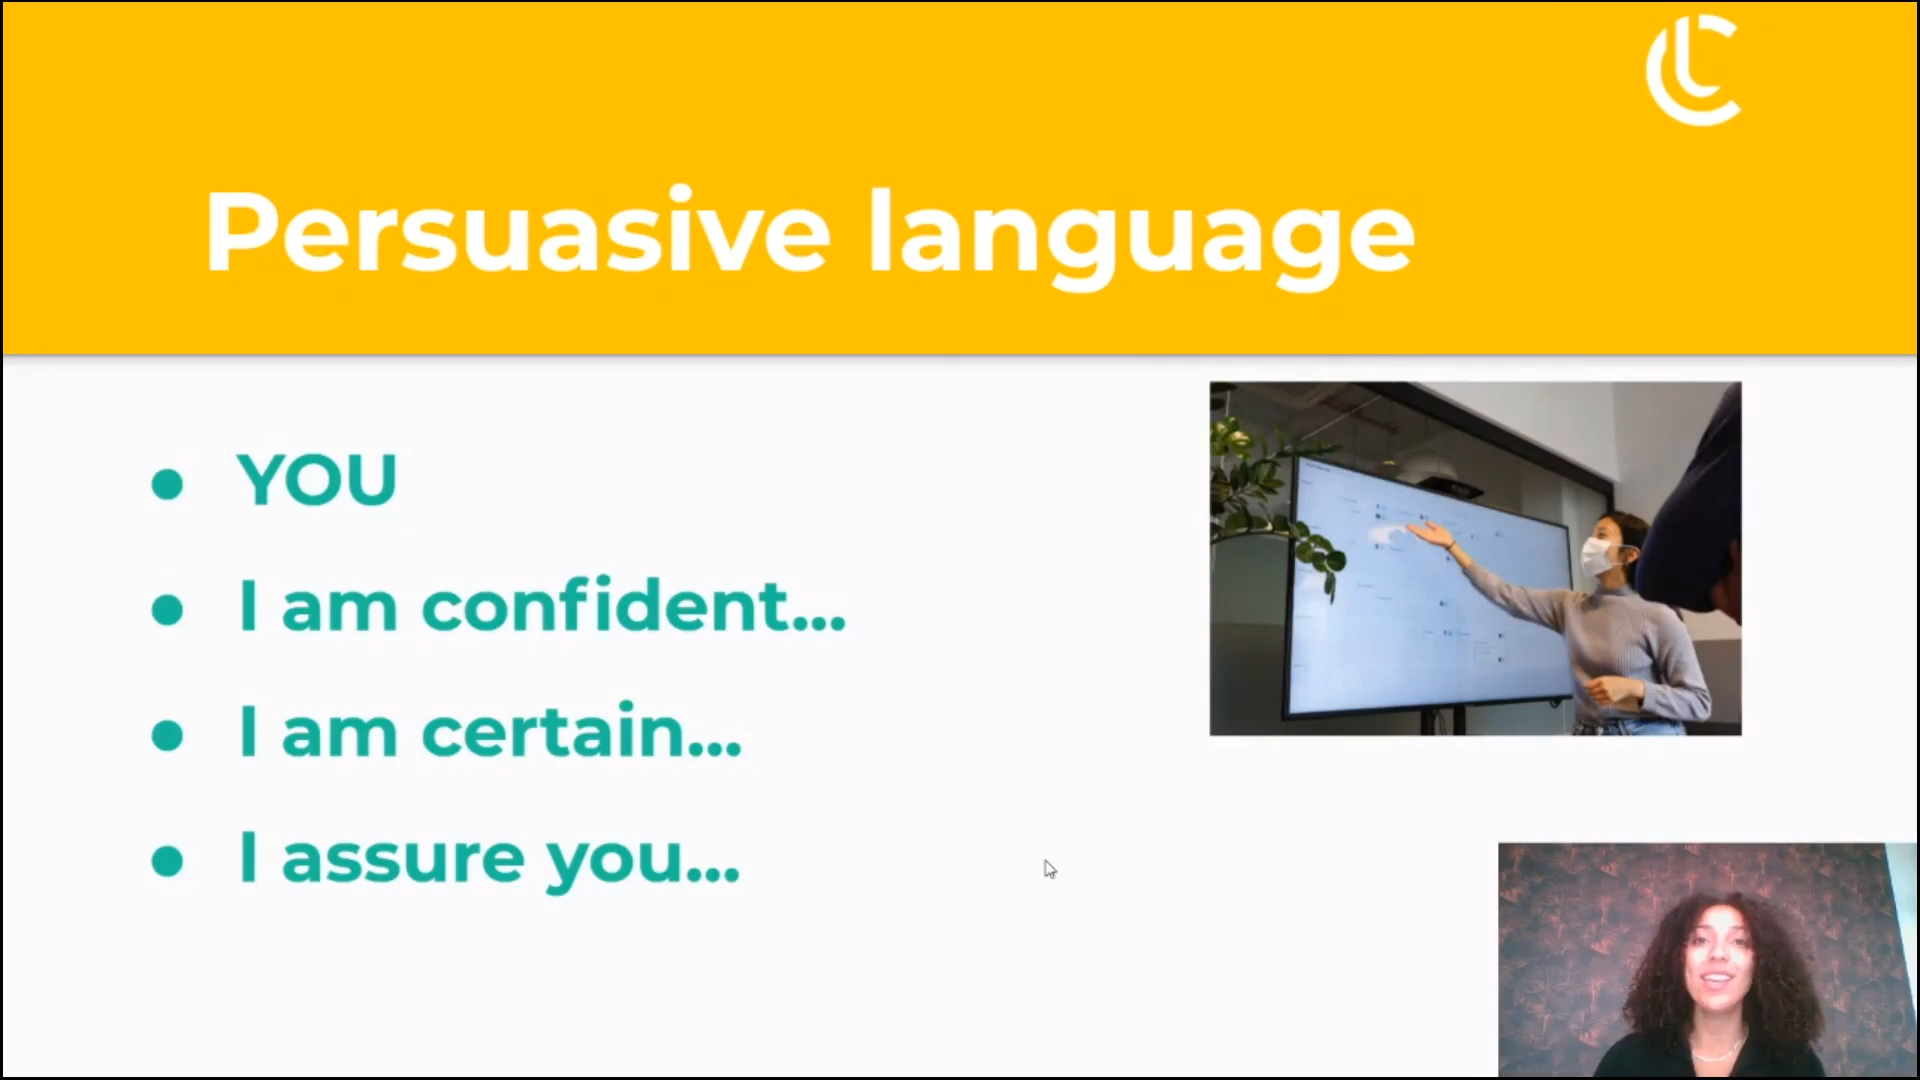 Persuasive language
● YOU
● I am confident...
● I am certain...
● I assure you...